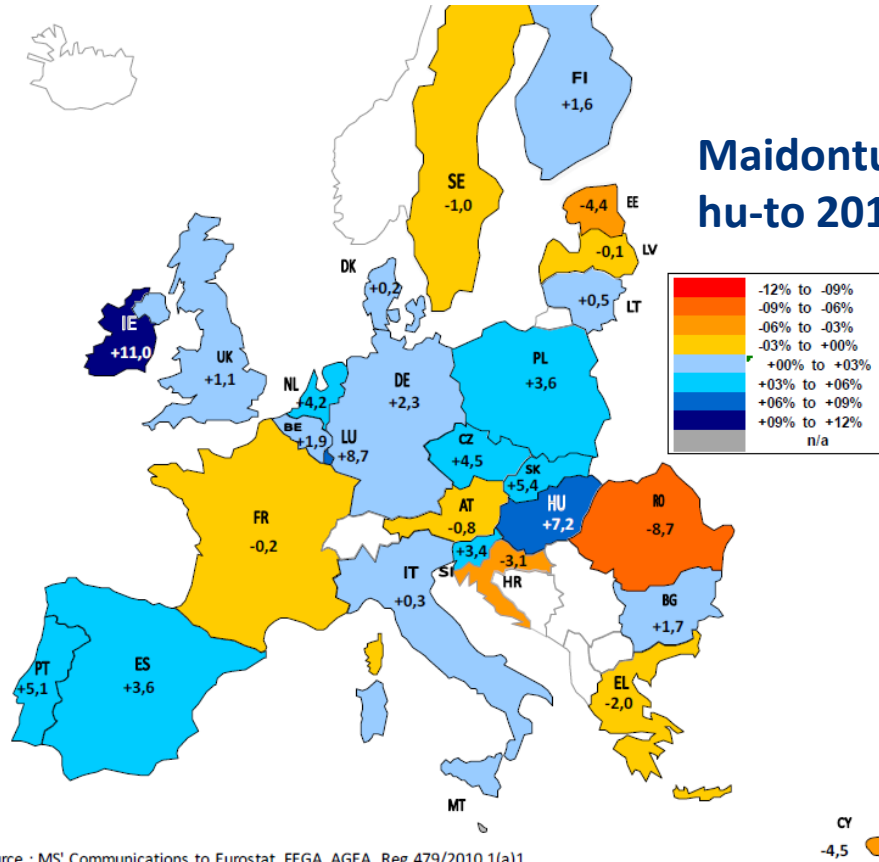 FI
+1,6
Maidontu
hu-to 201
SE
-1,0
-4,4
EE
-0,1
LV
DK
+0,2
+0,5
LT
-12% to -09%
-09% to -06%
-06% to -03%
-03% to +00%
+00% to +03%
+03% to +06%
+06% to +09%
+09% to +12%
n/a
IE
+11,0
UK
+1,1
NL
+4,2
DE
+2,3
PL
+3,6
BE
+1,9
LU
+8,7
CZ
+4,5
SK
+5,4
FR
-0,2
AT
-0,8
HU
+7,2
RO
-8,7
+3,4
SI
-3,1
HR
IT
+0,3
BG
+1,7
PT
+5,1
ES
+3,6
EL
-2,0
MT
CY
-4,5
urce : MS' Communications to Eurostat, FEGA, AGEA, Reg 479/2010 1(a)1